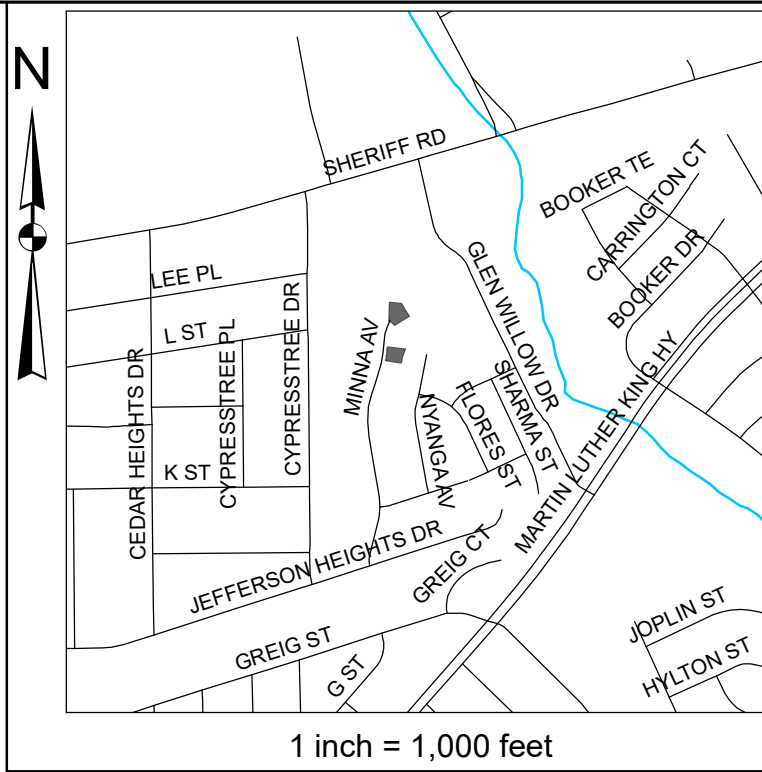 N
SHERIFF RD
BOOKER TE
CARRINGTON CT
LEE PL
GLEN WILLOW DR
BOOKER DR
L ST
CYPRESSTREE DR
MINNA AV
CYPRESSTREE PL
CEDAR HEIGHTS DR
MARTIN LUTHER KING HY
SHARMA ST
FLORES ST
NYANGA AV
K ST
JEFFERSON HEIGHTS DR
GREIG CT
GREIG ST
G ST
JOPLIN ST
HYLTON ST
1 inch = 1,000 feet